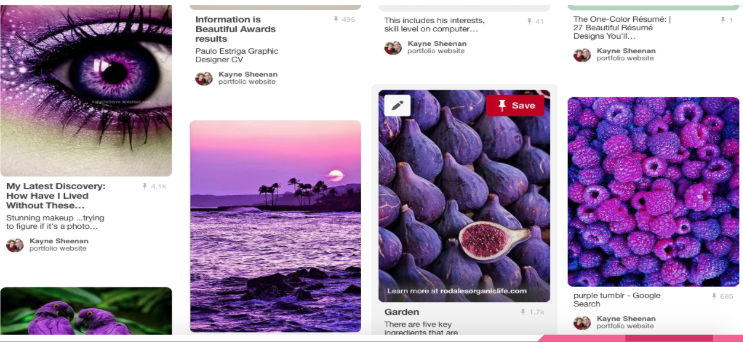 My Latest Discovery:
How Have I Lived
Without These...
4.1k
Stunning makeup ...trying
to figure if it's a photo...
Kayne Sheenan
portfolio website
Information is
Beautiful Awards
results
495
Paulo Estriga Graphic
Designer CV
Kayne Sheenan
portfolio website
This includes his interests,
skill level on computer...
41
Kayne Sheenan
portfolio website
Save
Learn more at rodalesorganiclife.com
Garden
1.7k
There are five key
ingredients that are
The One-Color Résumé: |
27 Beautiful Résumé
Designs You'll...
1
Kayne Sheenan
portfolio website
purple tumblr - Google
Search
685
Kayne Sheenan
portfolio website